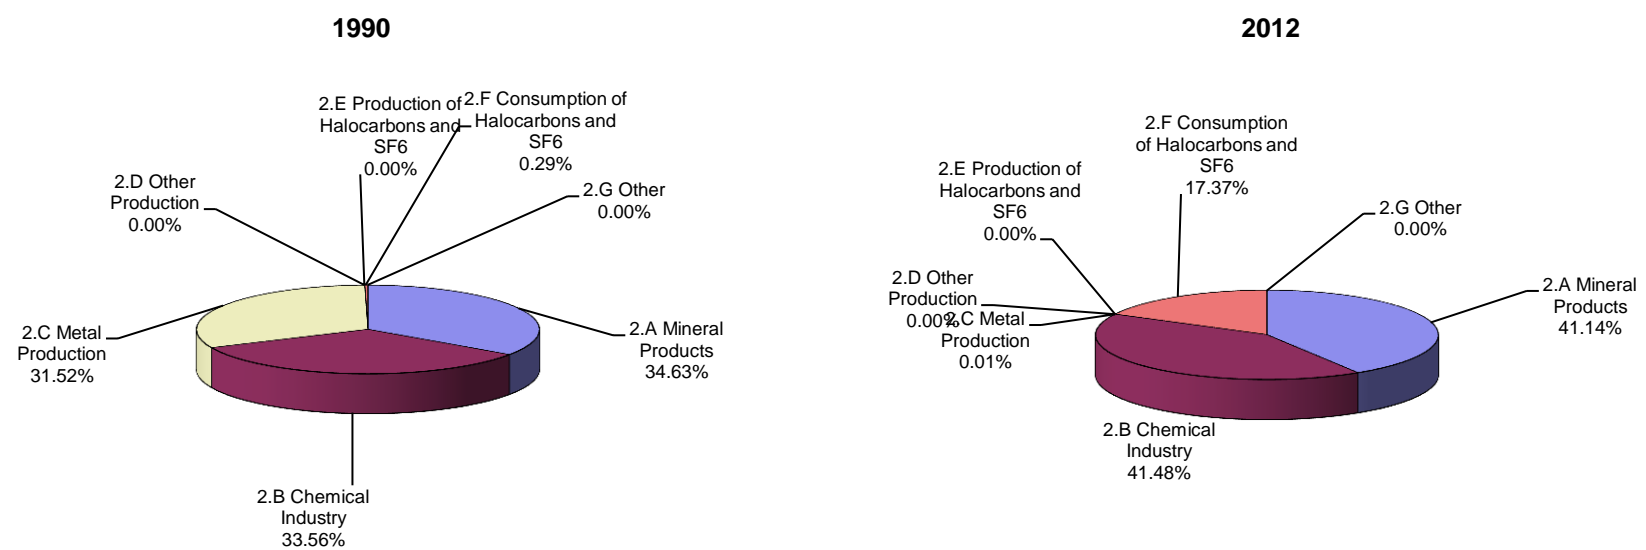 1990
2.E Production of
Halocarbons and
SF6
0.00%
2.F Consumption of
Halocarbons and
SF6
0.29%
2.D Other
Production
0.00%
2.G Other
0.00%
2.C Metal
Production
31.52%
2.A Mineral
Products
34.63%
2.B Chemical
Industry
33.56%
2012
2.F Consumption
of Halocarbons and
SF6
17.37%
2.E Production of
Halocarbons and
SF6
0.00%
2.G Other
0.00%
2.D Other
Production
0.00%
2.C Metal
Production
0.01%
2.A Mineral
Products
41.14%
2.B Chemical
Industry
41.48%